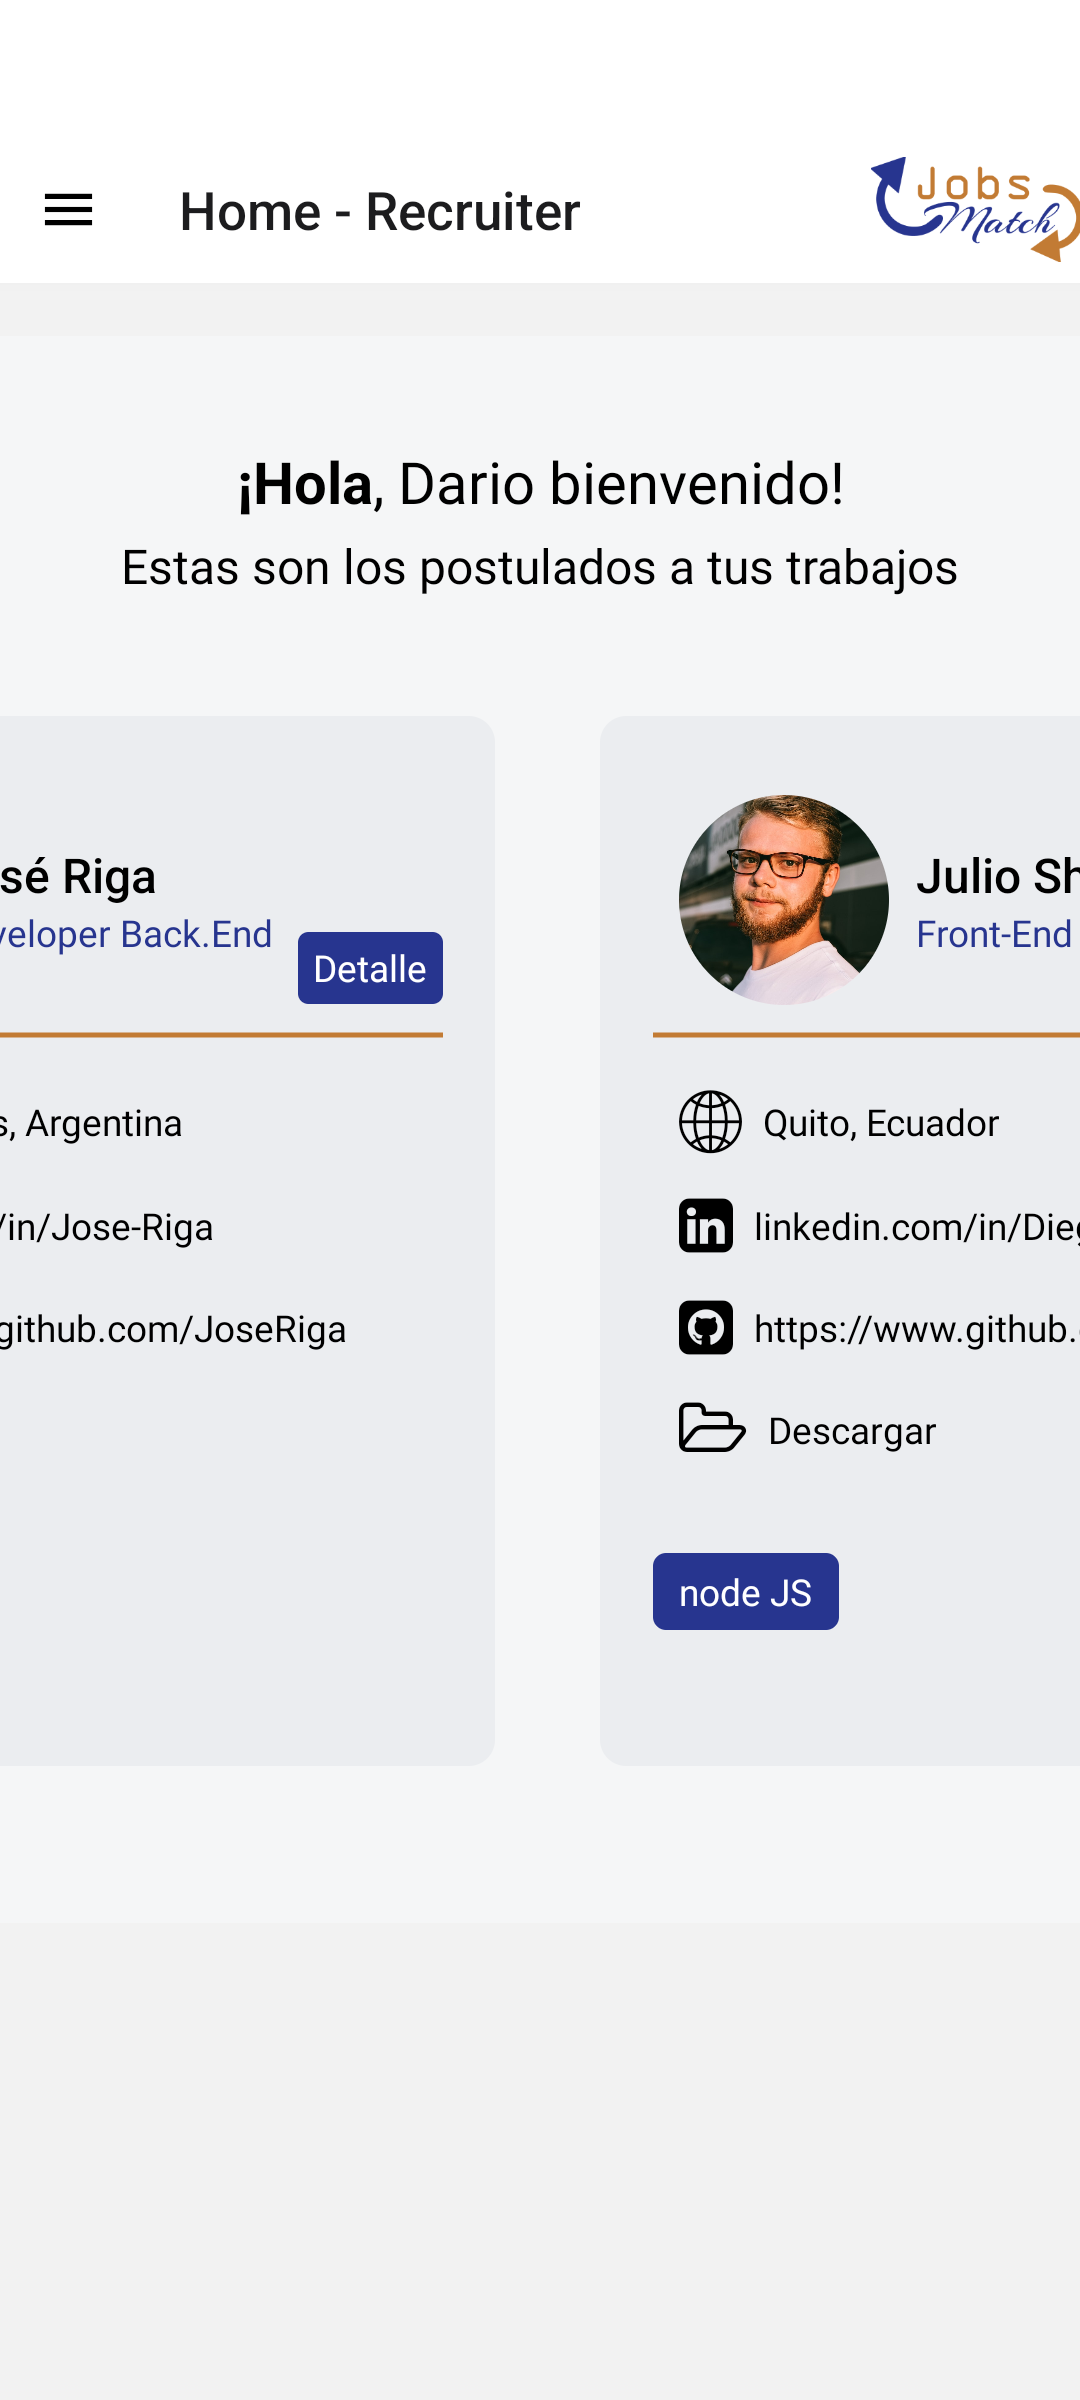 Home - Recruiter
Jobs
Match
¡Hola, Dario bienvenido!
Estas son los postulados a tus trabajos
sé Riga
veloper Back.End
Detalle
s, Argentina
/in/Jose-Riga
github.com/JoseRiga
Julio Sh
Front-End
Quito, Ecuador
linkedin.com/in/Dieg
https://www.github.
Descargar
node JS